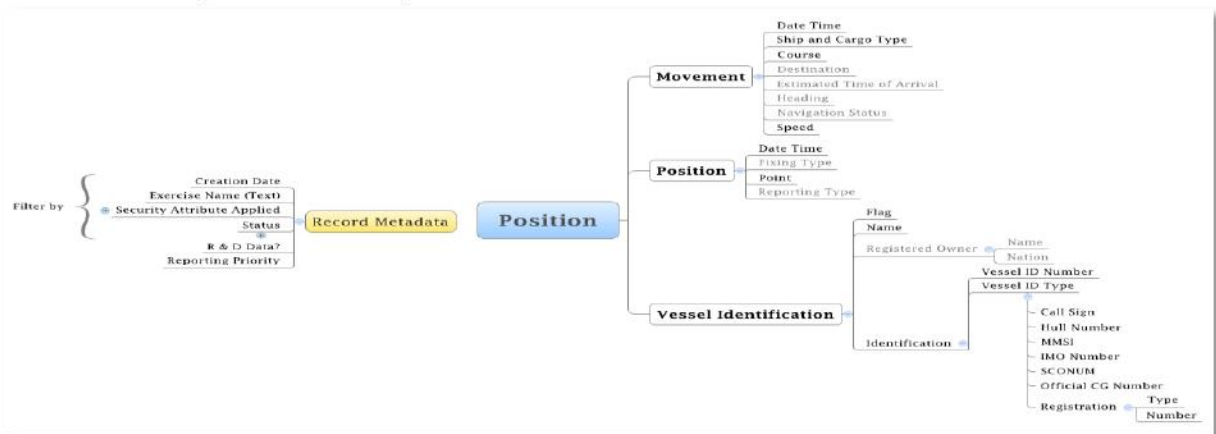 Filter by
Creation Date
Exercise Name (Text)
Security Attribute Applied
Status
R & D Data?
Reporting Priority
Record Metadata
Position
Movement
Date Time
Ship and Cargo Type
Course
Destination
Estimated Time of Arrival
Heading
Navigation Status
Speed
Position
Date Time
Fixing Type
Point
Reporting Type
Vessel Identification
Flag
Name
Registered Owner
Name
Nation
Identification
Vessel ID Number
Vessel ID Type
Call Sign
Hull Number
MMSI
IMO Number
SCONUM
Official CG Number
Registration
Type
Number